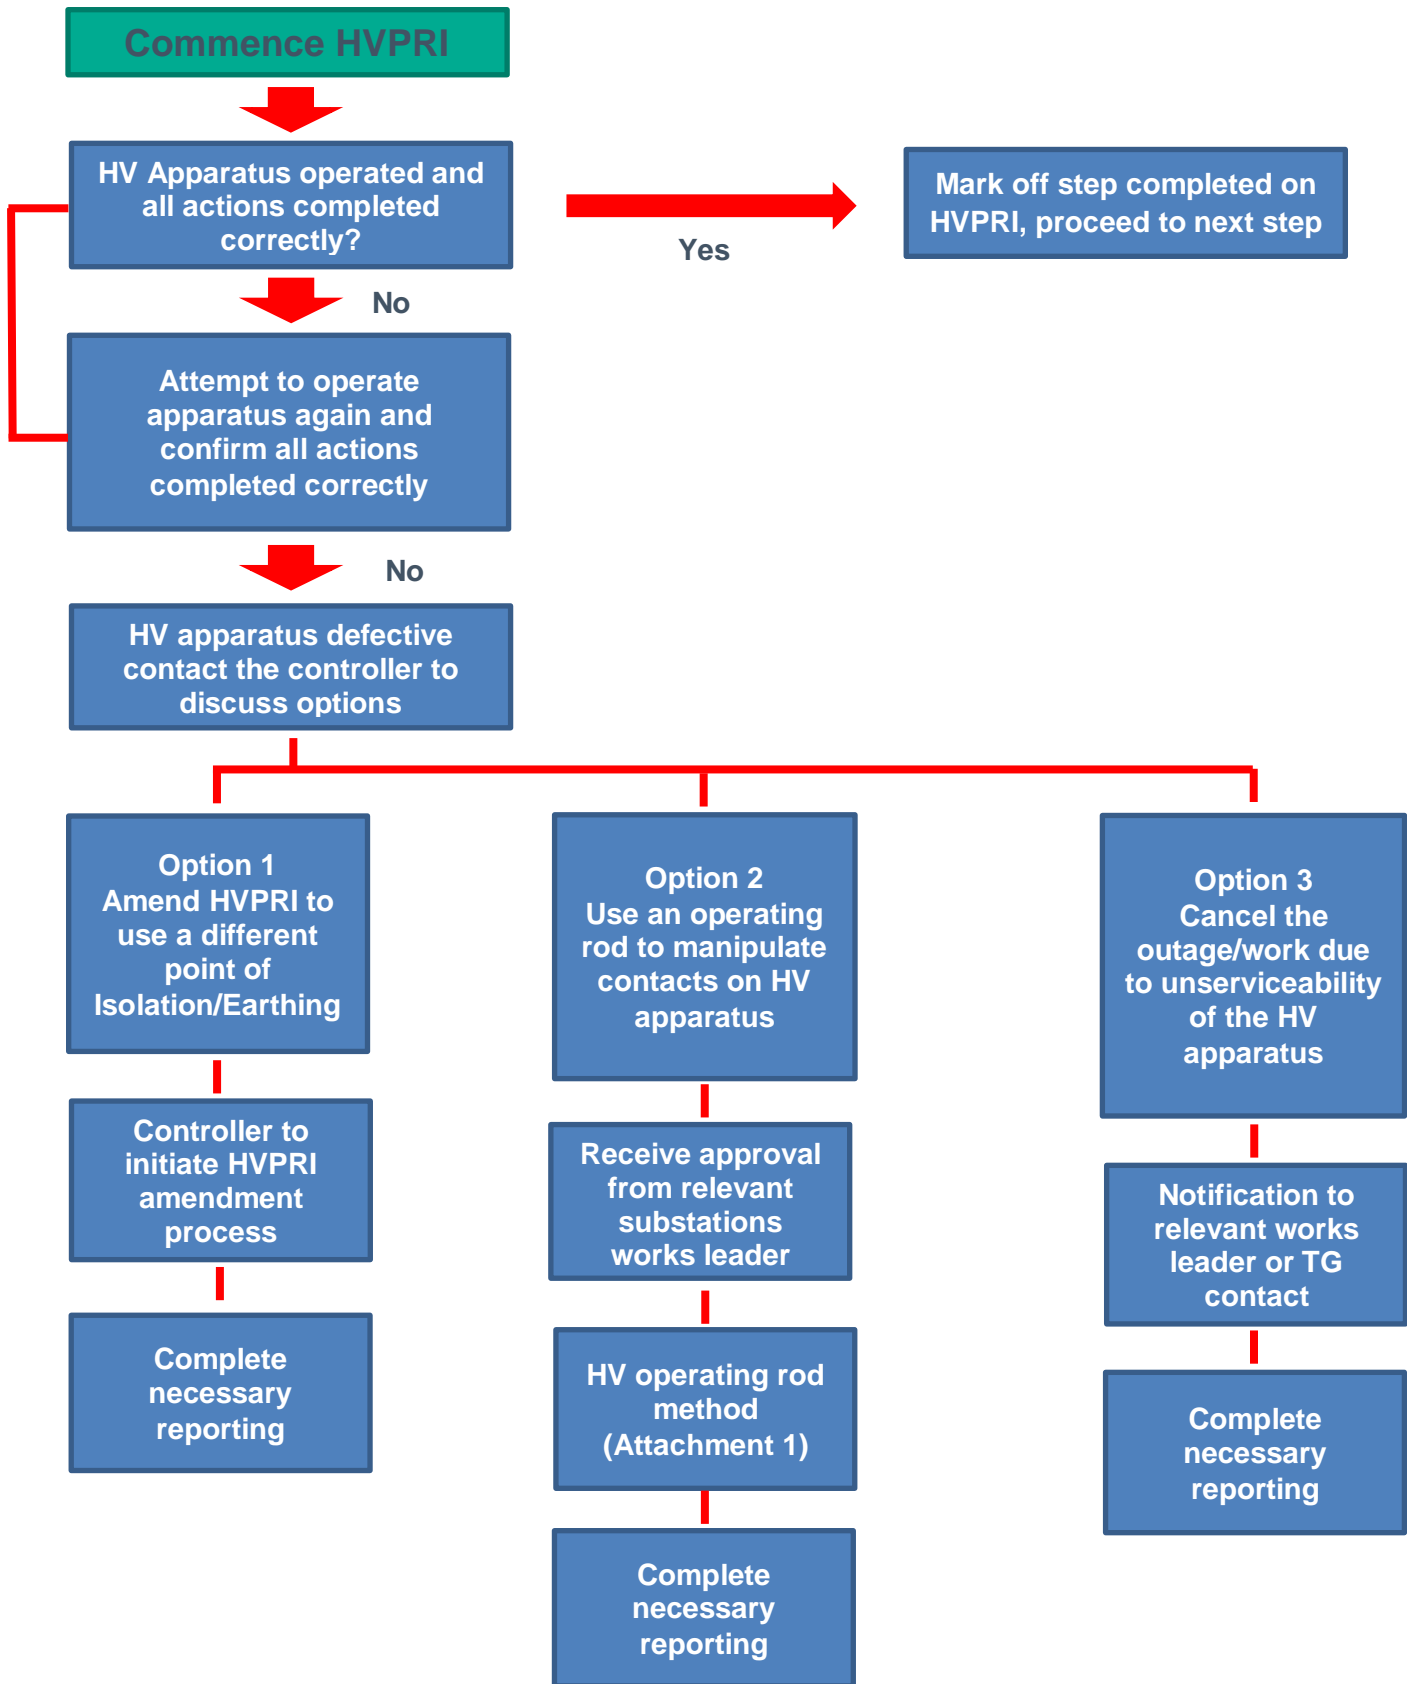 Commence HVPRI
HV Apparatus operated and
all actions completed
correctly?
Yes
Mark off step completed on
HVPRI, proceed to next step
No
Attempt to operate
apparatus again and
confirm all actions
completed correctly
No
HV apparatus defective
contact the controller to
discuss options
Option 1
Amend HVPRI to
use a different
point of
Isolation/Earthing
Controller to
initiate HVPRI
amendment
process
Complete
necessary
reporting
Option 2
Use an operating
rod to manipulate
contacts on HV
apparatus
Receive approval
from relevant
substations
works leader
HV operating rod
method
(Attachment 1)
Complete
necessary
reporting
Option 3
Cancel the
outage/work due
to unserviceability
of the HV
apparatus
Notification to
relevant works
leader or TG
contact
Complete
necessary
reporting